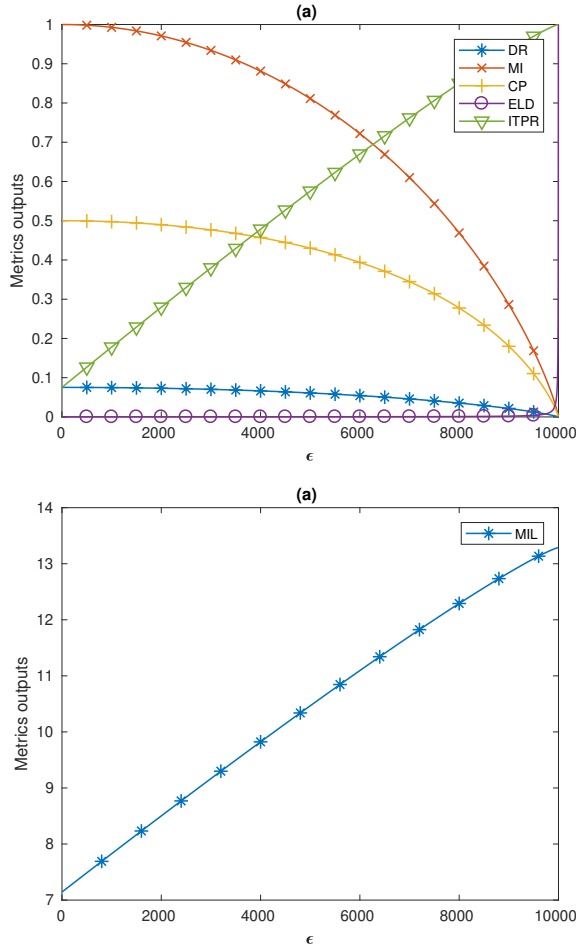 (a)
1
0.9
0.8
0.7
0.6
0.5
0.4
0.3
0.2
0.1
0
Metrics outputs
DR
MI
CP
ELD
ITPR
0 2000 4000 6000 8000 10000
ϵ
(a)
14
13
12
11
10
9
8
7
Metrics outputs
MIL
0 2000 4000 6000 8000 10000
ϵ